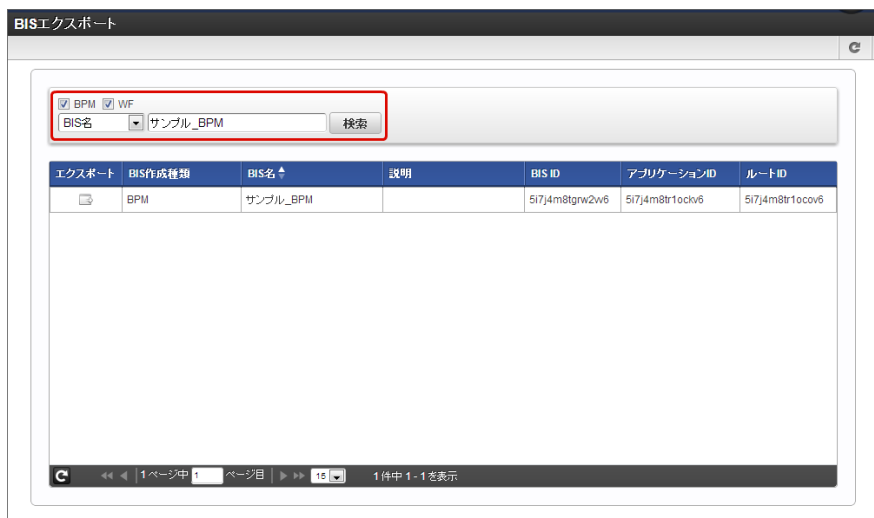 BISエクスポート
BPM WF
BIS名 サンプル_BPM 検索
エクスポート BIS作成種類 BIS名 説明 BIS ID アプリケーションID ルートID
BPM サンプル_BPM 5i7j4m8tgrw2vv6 5i7j4m8tr1ockv6 5i7j4m8tr1ocov6
1ページ中 1 ページ目 15 1件中 1 - 1 を表示